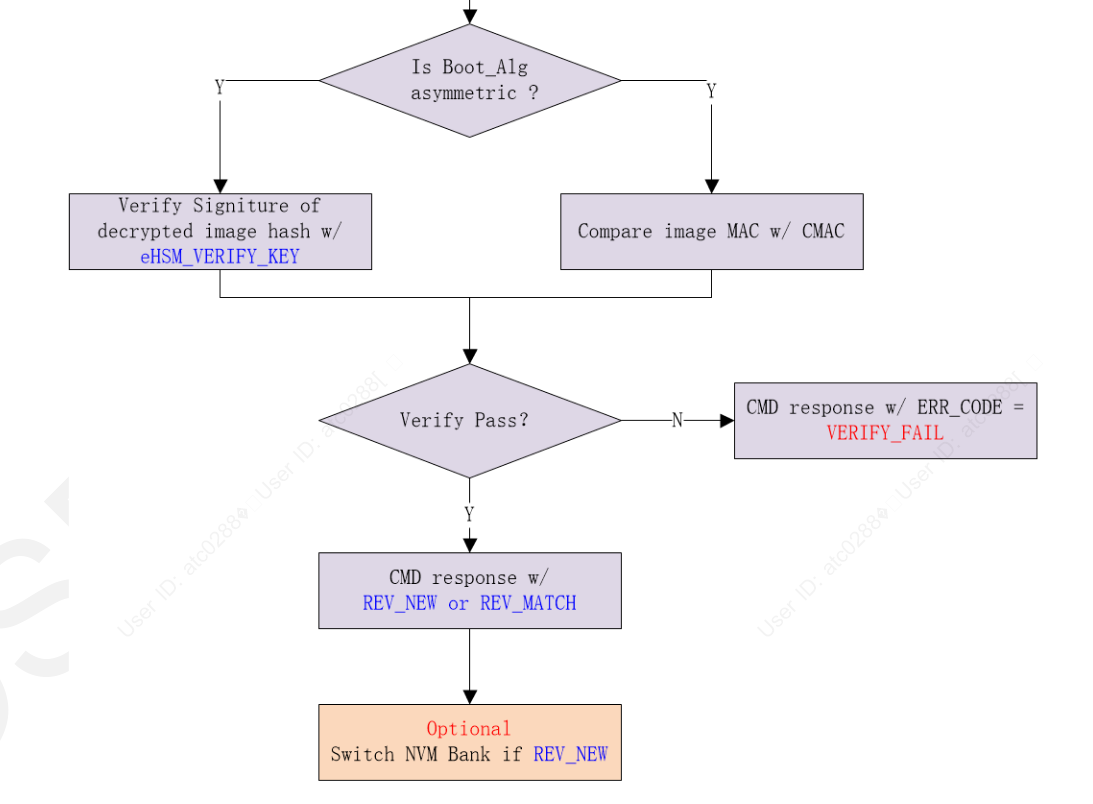 Is Boot_Alg
asymmetric ?
Y
Y
Verify Signiture of
decrypted image hash w/
eHSM_VERIFY_KEY
Compare image MAC w/ CMAC
Verify Pass?
N
CMD response w/ ERR_CODE =
VERIFY_FAIL
Y
CMD response w/
REV_NEW or REV_MATCH
Optional
Switch NVM Bank if REV_NEW
User ID: atc0288
User ID: atc0288[
User ID: atc0288
User ID: atc0288[